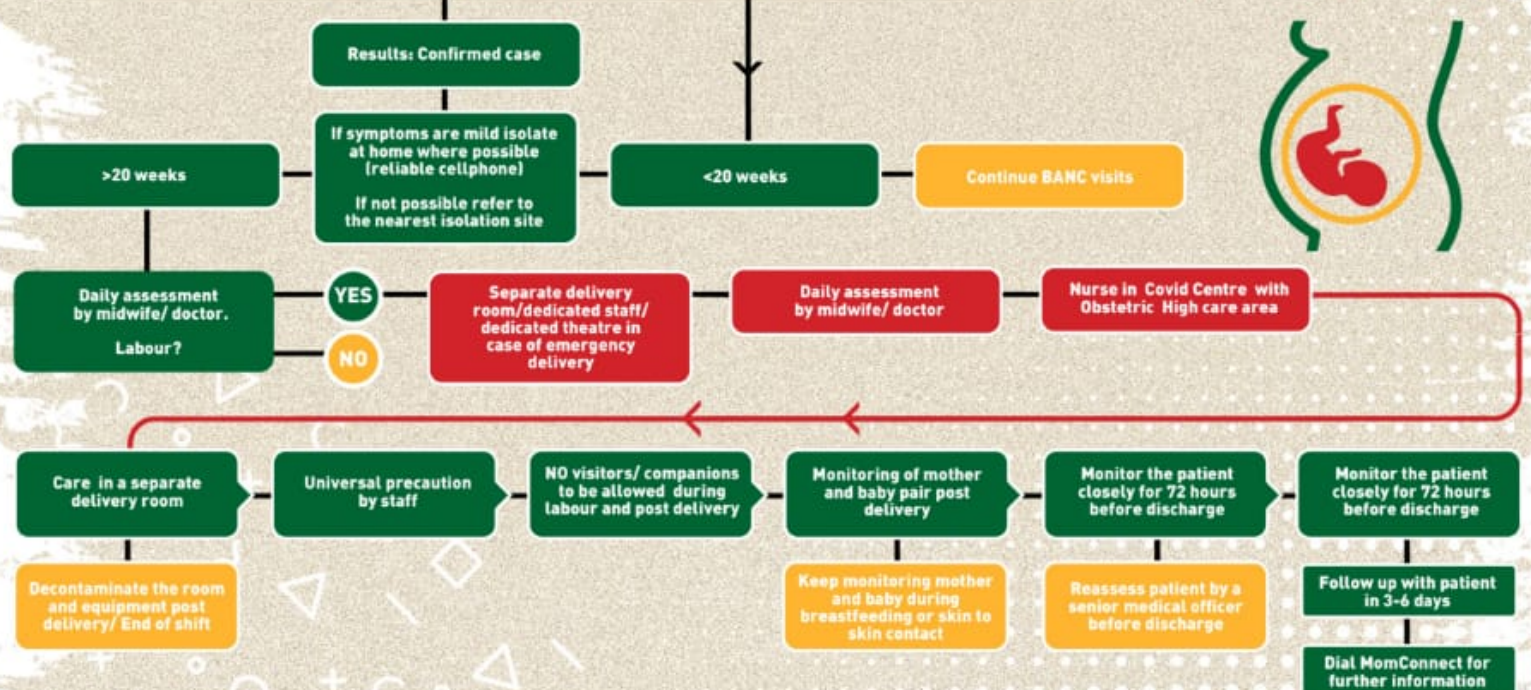 Results: Confirmed case
If symptoms are mild isolate
at home where possible
(reliable cellphone)
If not possible refer to
the nearest isolation site
>20 weeks
<20 weeks
Continue BANC visits
Daily assessment
by midwife/ doctor.
Labour?
YES
NO
Separate delivery
room/dedicated staff/
dedicated theatre in
case of emergency
delivery
Daily assessment
by midwife/ doctor
Nurse in Covid Centre with
Obstetric High care area
Care in a separate
delivery room
Universal precaution
by staff
NO visitors/ companions
to be allowed during
labour and post delivery
Monitoring of mother
and baby pair post
delivery
Monitor the patient
closely for 72 hours
before discharge
Monitor the patient
closely for 72 hours
before discharge
Decontaminate the room
and equipment post
delivery/ End of shift
Keep monitoring mother
and baby during
breastfeeding or skin to
skin contact
Reassess patient by a
senior medical officer
before discharge
Follow up with patient
in 3-6 days
Dial MomConnect for
further information